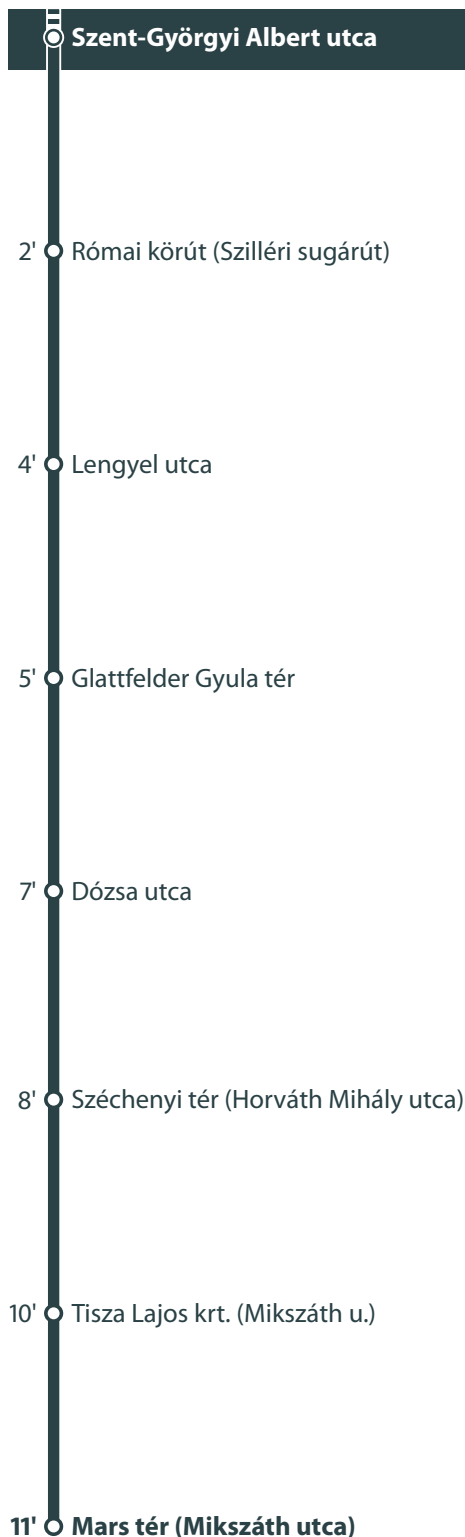 Szent-Györgyi Albert utca
2' Római körút (Szilléri sugárút)
4' Lengyel utca
5' Glattfelder Gyula tér
7' Dózsa utca
8' Széchenyi tér (Horváth Mihály utca)
10' Tisza Lajos krt. (Mikszáth u.)
11' Mars tér (Mikszáth utca)